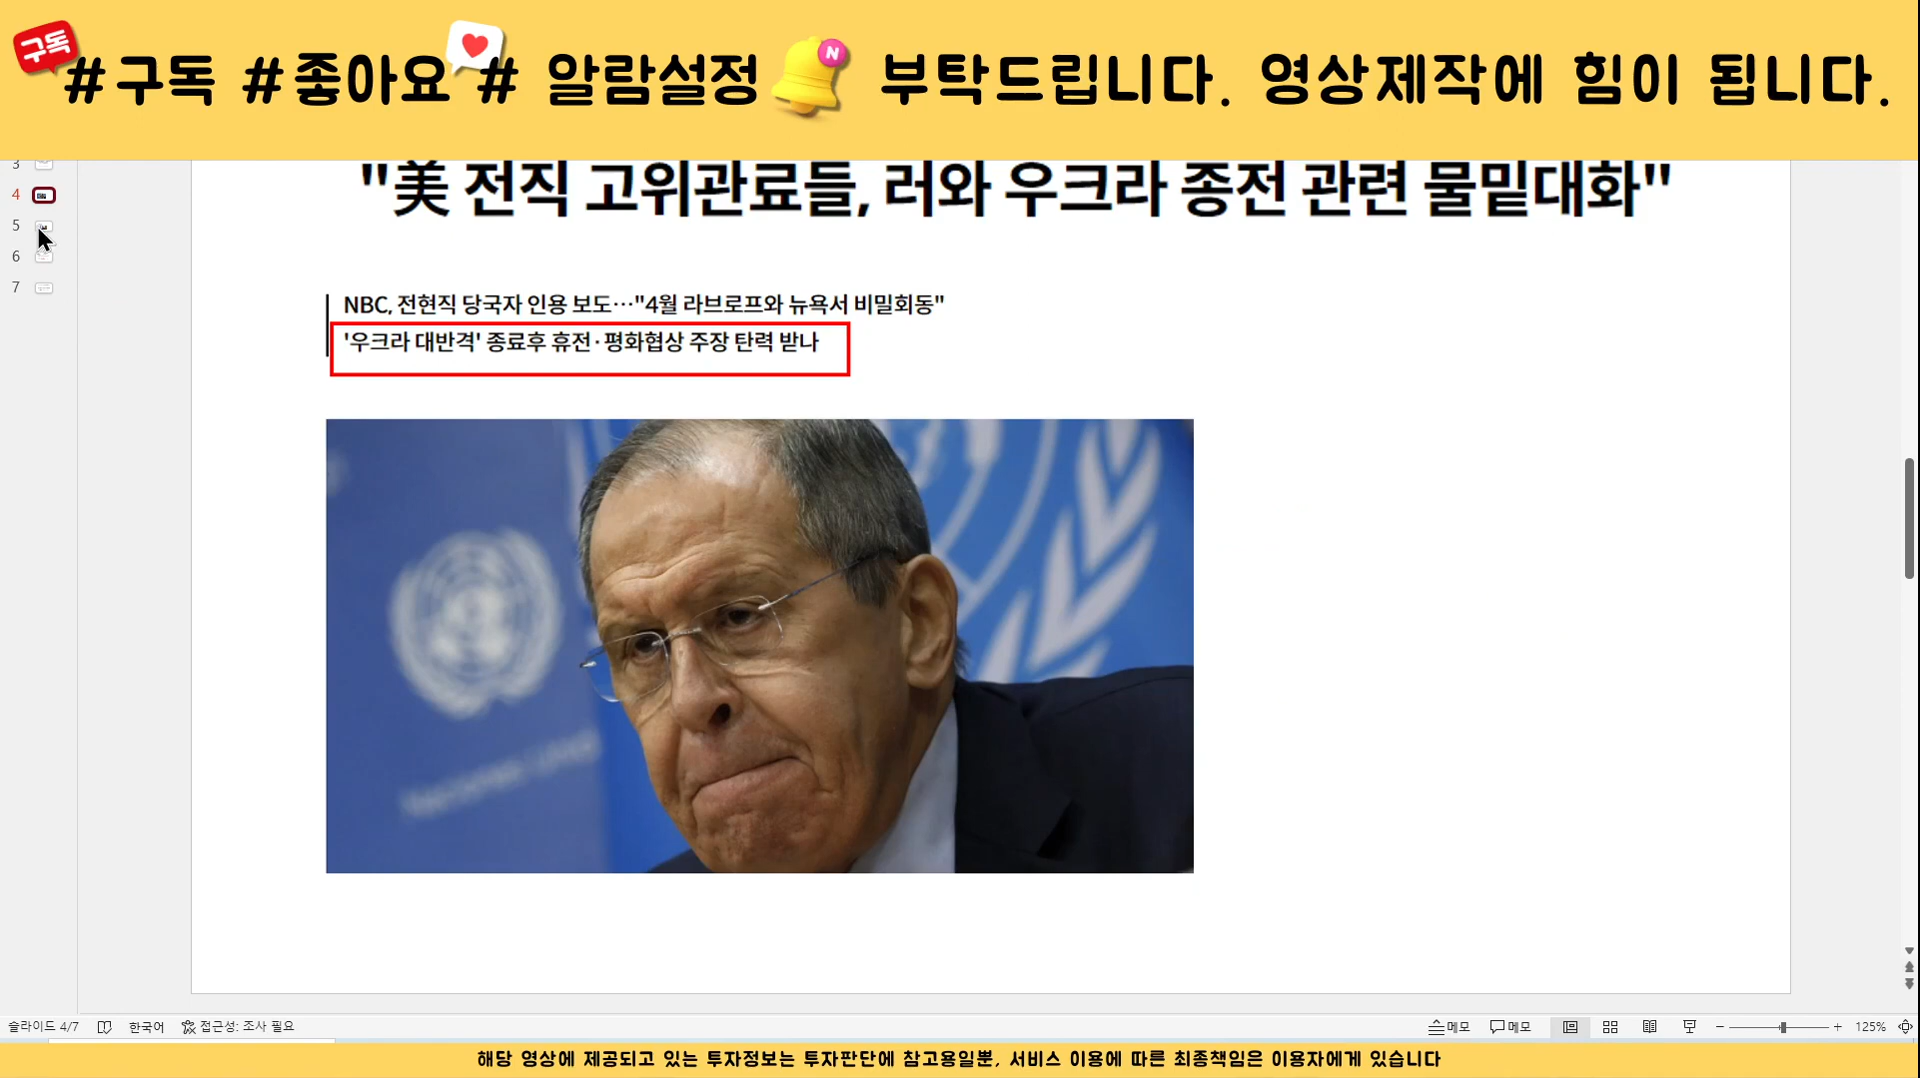 구독
#구독 #좋아요 # 알람설정 N 부탁드립니다. 영상제작에 힘이 됩니다.
3
4
5
6
7
"美 전직 고위관료들, 러와 우크라 종전 관련 물밑대화"
NBC, 전현직 당국자 인용 보도…"4월 라브로프와 뉴욕서 비밀회동"
'우크라 대반격' 종료후 휴전·평화협상 주장 탄력 받나
슬라이드 4/7 한국어 접근성: 조사 필요 메모 메모 125%
해당 영상에 제공되고 있는 투자정보는 투자판단에 참고용일뿐, 서비스 이용에 따른 최종책임은 이용자에게 있습니다